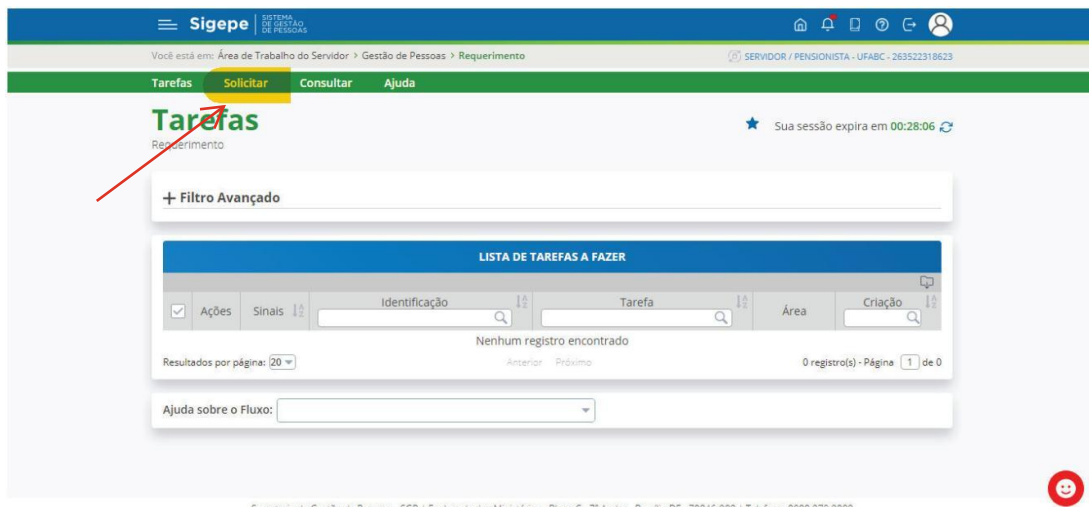 Sigepe SISTEMA DE GESTÃO DE PESSOAS
Você está em: Área de Trabalho do Servidor > Gestão de Pessoas > Requerimento
SERVIDOR / PENSIONISTA - UFABC - 263522318623
Tarefas Solicitar Consultar Ajuda
Tarefas
Sua sessão expira em 00:28:06
Requerimento
+ Filtro Avançado
LISTA DE TAREFAS A FAZER
Ações Sinais Identificação Tarefa Área Criação
Nenhum registro encontrado
Resultados por página: 20 Anterior Próximo 0 registro(s) - Página 1 de 0
Ajuda sobre o Fluxo: